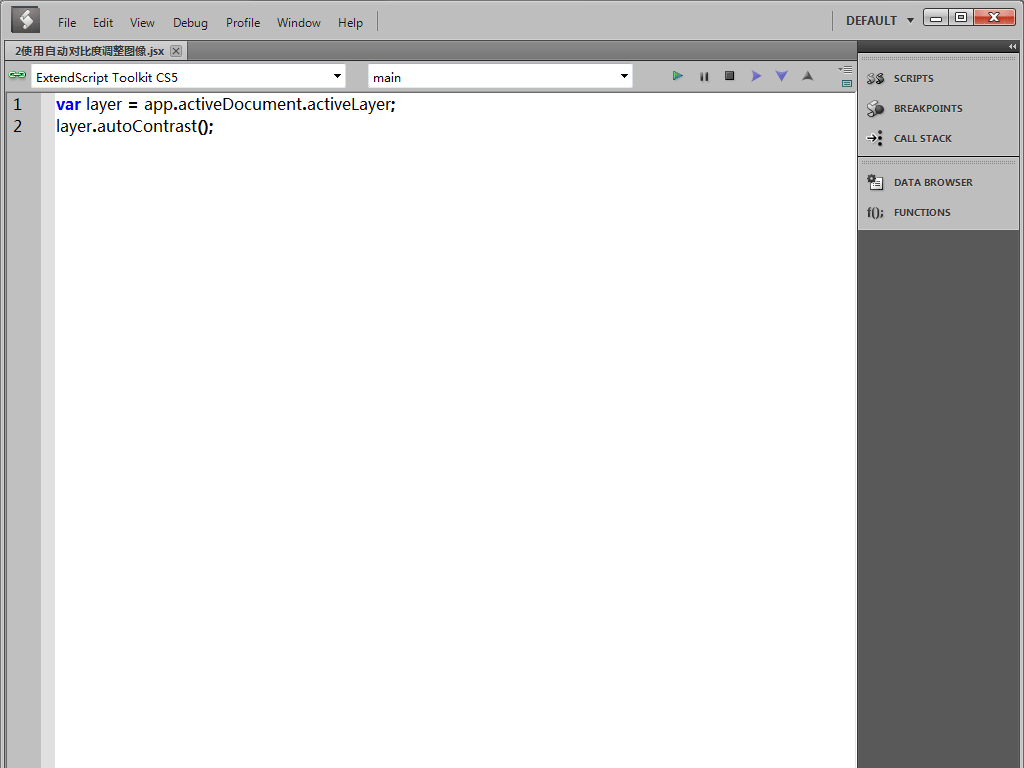 File Edit View Debug Profile Window Help DEFAULT
2使用自动对比度调整图像.jsx
ExtendScript Toolkit CS5 main
1 var layer = app.activeDocument.activeLayer;
2 layer.autoContrast();
SCRIPTS
BREAKPOINTS
CALL STACK
DATA BROWSER
f(); FUNCTIONS